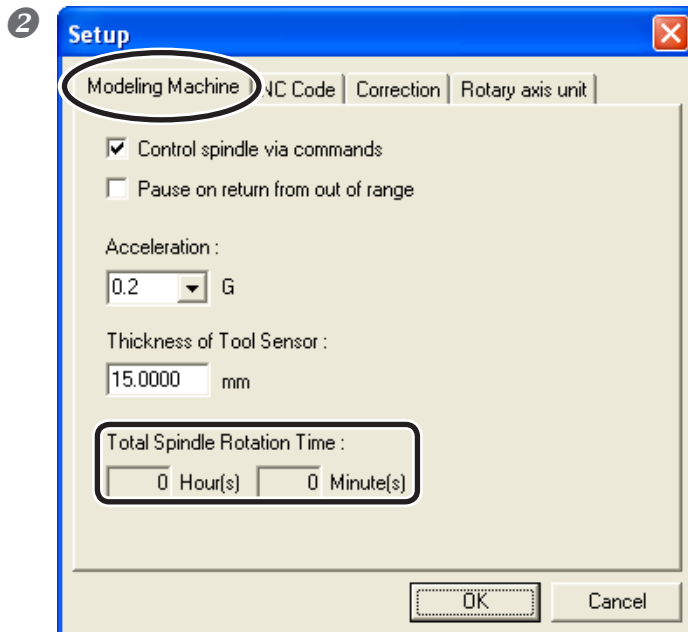 2
Setup
Modeling Machine NC Code Correction Rotary axis unit
Control spindle via commands
Pause on return from out of range
Acceleration :
0.2 G
Thickness of Tool Sensor :
15.0000 mm
Total Spindle Rotation Time :
0 Hour(s) 0 Minute(s)
OK Cancel